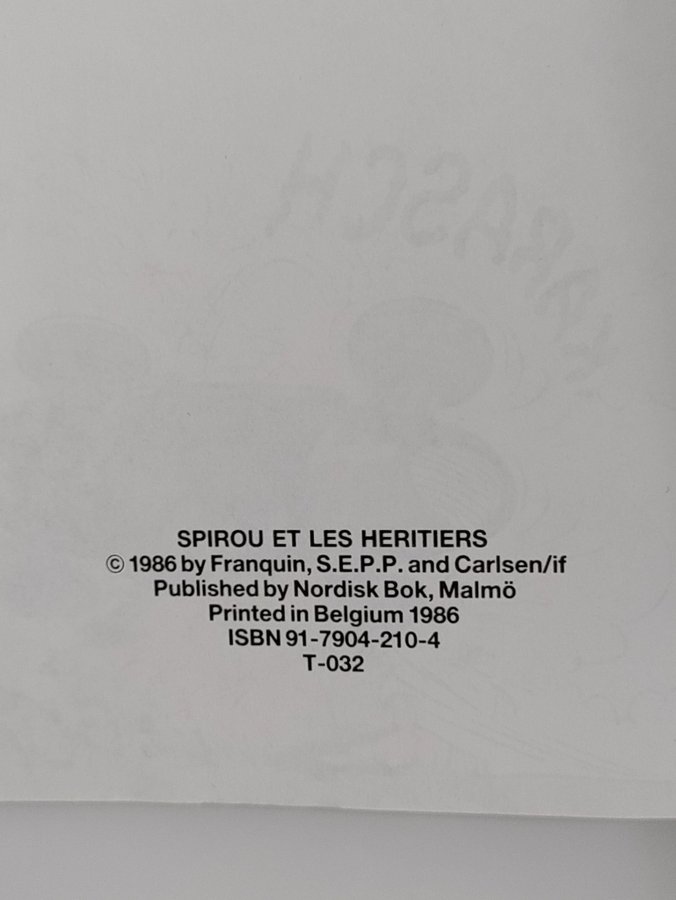 SPIROU ET LES HERITIERS
© 1986 by Franquin, S.E.P.P. and Carlsen/if
Published by Nordisk Bok, Malmö
Printed in Belgium 1986
ISBN 91-7904-210-4
T-032